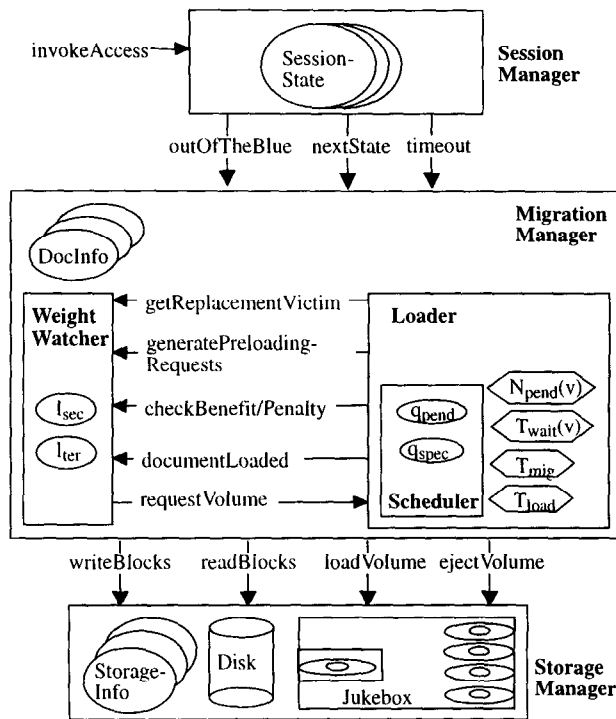 invokeAccess
Session-
State
Session
Manager
outOfTheBlue
nextState
timeout
Migration
Manager
DocInfo
Weight
Watcher
getReplacementVictim
Loader
generatePreloading-
Requests
I_sec
checkBenefit/Penalty
q_pend
N_pend(v)
T_wait(v)
I_ter
documentLoaded
q_spec
T_mig
requestVolume
Scheduler
T_load
writeBlocks
readBlocks
loadVolume
ejectVolume
Storage-
Info
Disk
Jukebox
Storage
Manager